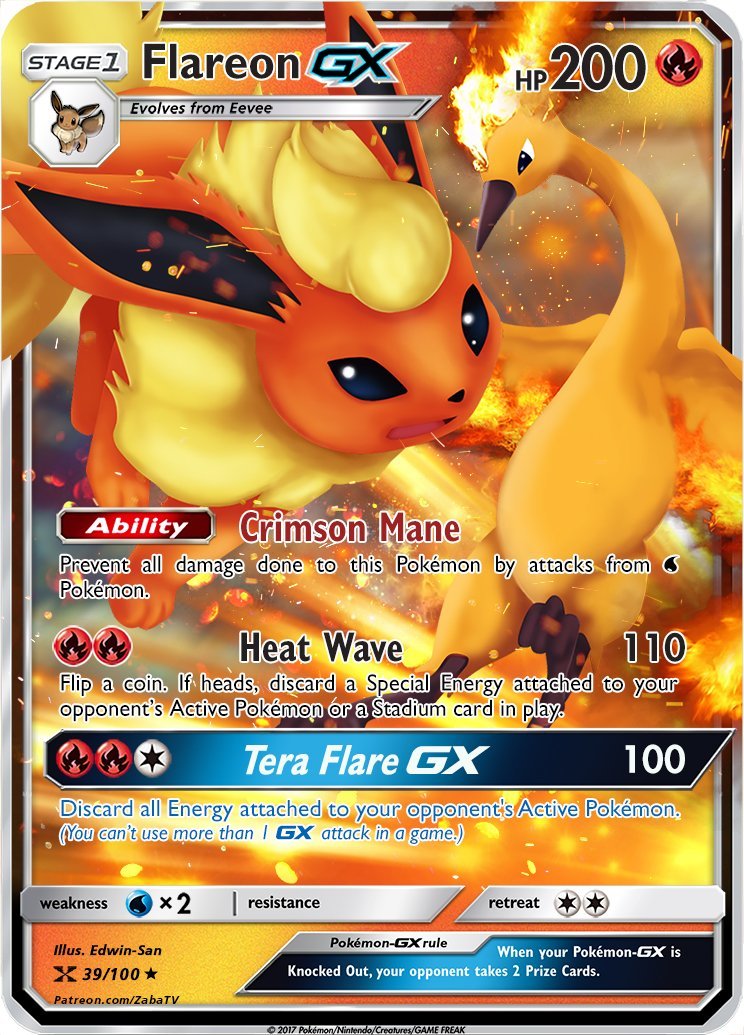 STAGE1 Flareon GX HP200
Evolves from Eevee
Ability Crimson Mane
Prevent all damage done to this Pokémon by attacks from
Pokémon.
Heat Wave 110
Flip a coin. If heads, discard a Special Energy attached to your
opponent's Active Pokémon or a Stadium card in play.
Tera Flare GX 100
Discard all Energy attached to your opponent's Active Pokémon.
(You can't use more than 1 GX attack in a game.)
weakness ×2 resistance retreat
Illus. Edwin-San
39/100 ★
Patreon.com/ZabaTV
Pokémon-GX rule
When your Pokémon-GX is
Knocked Out, your opponent takes 2 Prize Cards.
© 2017 Pokémon/Nintendo/Creatures/GAME FREAK